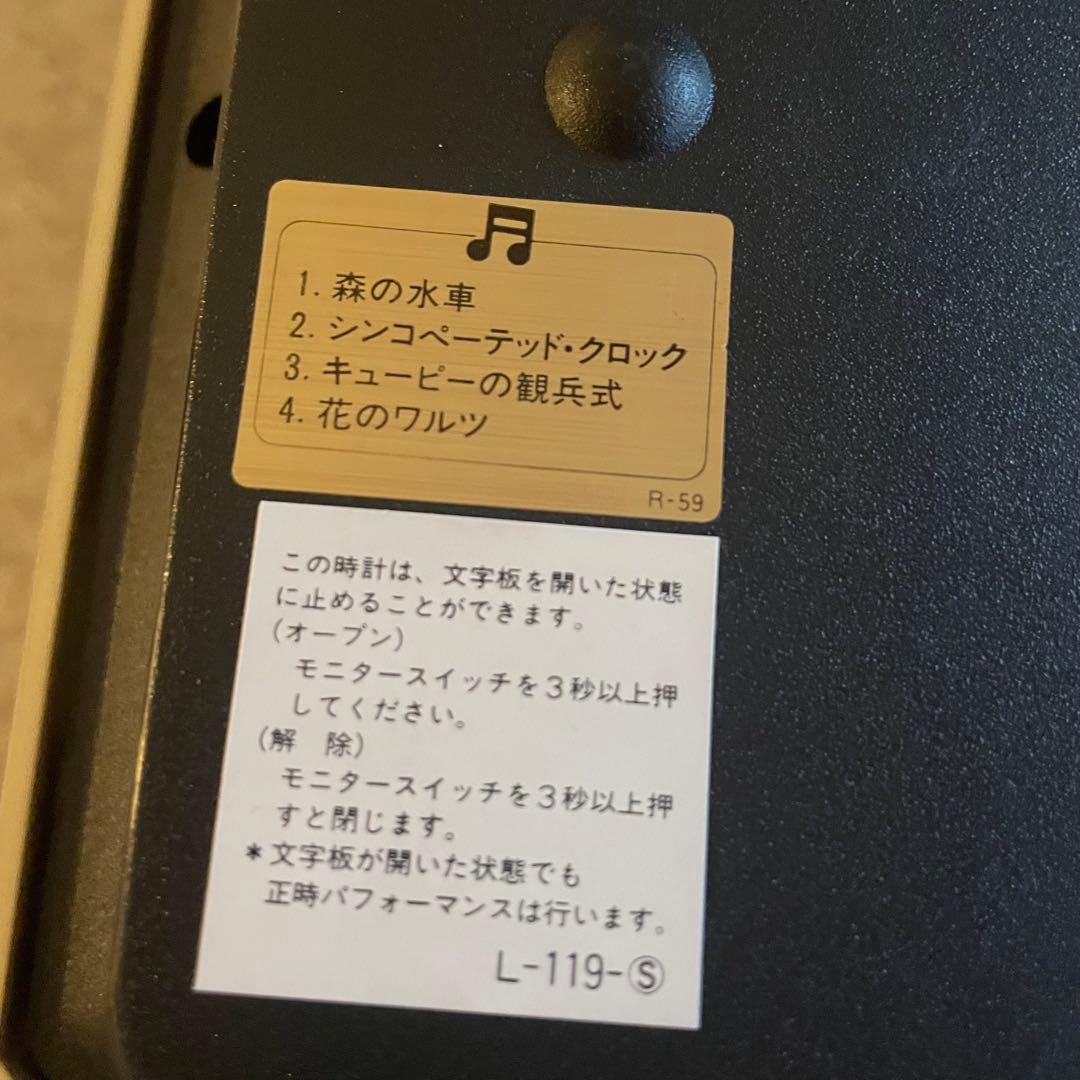 1. 森の水車
2. シンコペーテッド・クロック
3. キューピーの観兵式
4. 花のワルツ
R-59
この時計は、文字板を開いた状態
に止めることができます。
(オープン)
モニタースイッチを3秒以上押
してください。
(解 除)
モニタースイッチを3秒以上押
すと閉じます。
*文字板が開いた状態でも
正時パフォーマンスは行います。
L-119-Ⓢ